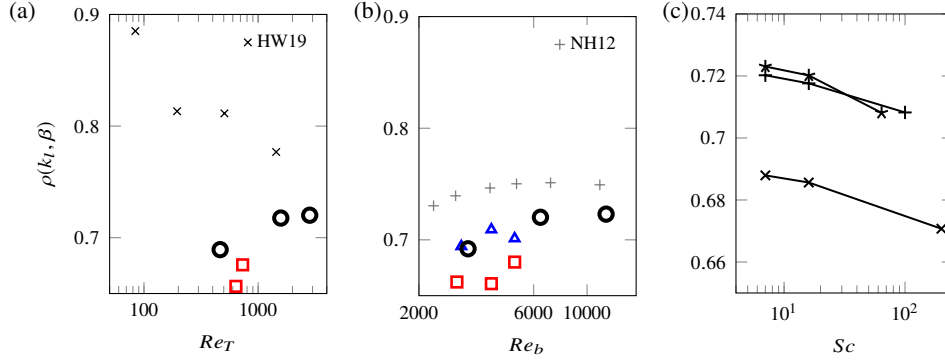 (a)
0.9
0.8
0.7
ρ(k_l, β)
HW19
100
1000
Re_T
(b)
0.9
0.8
0.7
NH12
2000
6000
10000
Re_b
(c)
0.74
0.72
0.7
0.68
0.66
10^1
10^2
Sc